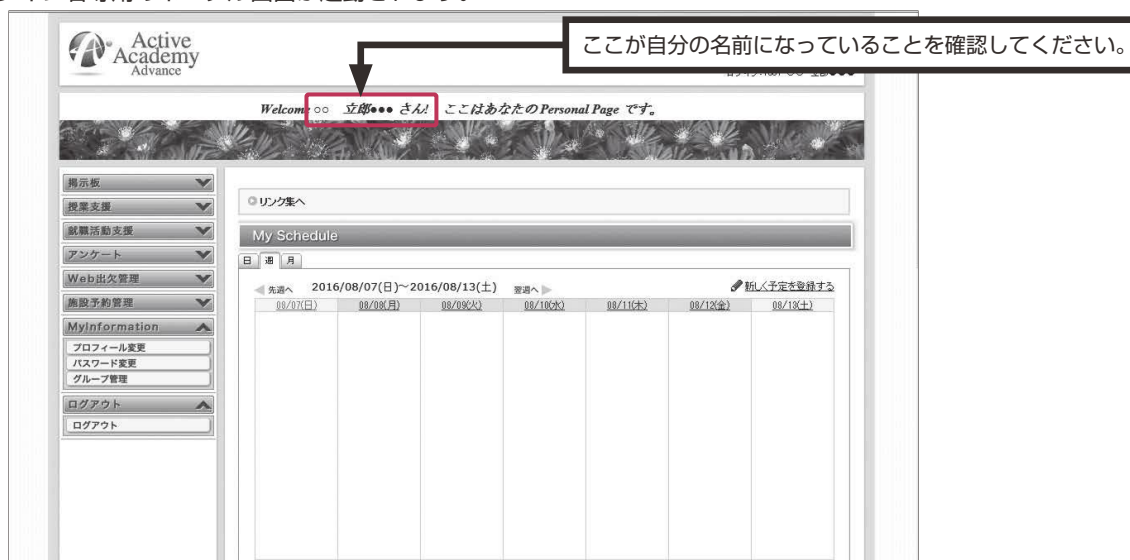 Active
Academy
Advance
ここが自分の名前になっていることを確認してください。
Welcome ○○ 立郎●●● さん! ここはあなたの Personal Page です。
掲示板
授業支援
就職活動支援
アンケート
Web出欠管理
施設予約管理
MyInformation
プロフィール変更
パスワード変更
グループ管理
ログアウト
ログアウト
リンク集へ
My Schedule
日 週 月
先週へ 2016/08/07(日)~2016/08/13(土) 翌週へ 新しく予定を登録する
08/07(日) 08/08(月) 08/09(火) 08/10(水) 08/11(木) 08/12(金) 08/13(土)